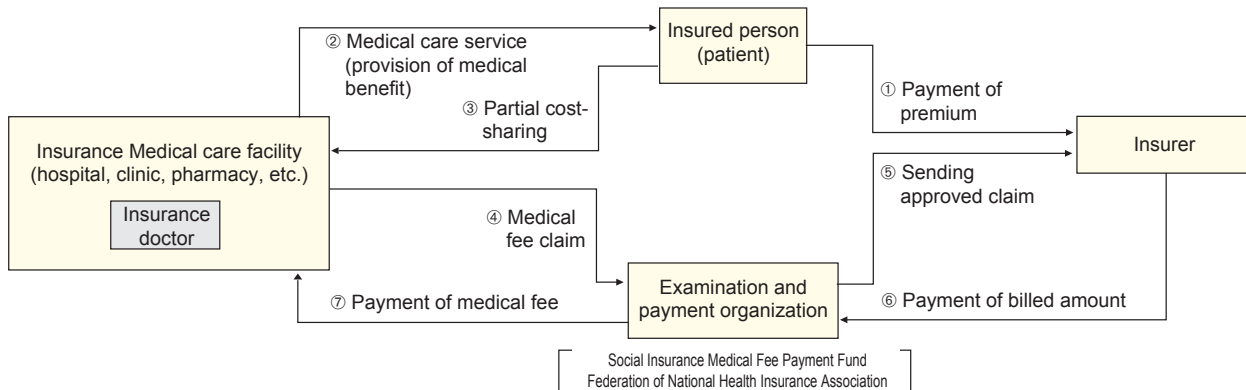 Insured person
(patient)
② Medical care service
(provision of medical
benefit)
③ Partial cost-
sharing
① Payment of
premium
Insurance Medical care facility
(hospital, clinic, pharmacy, etc.)
Insurance
doctor
Insurer
④ Medical
fee claim
⑤ Sending
approved claim
⑦ Payment of medical fee
Examination and
payment organization
⑥ Payment of billed amount
Social Insurance Medical Fee Payment Fund
Federation of National Health Insurance Association